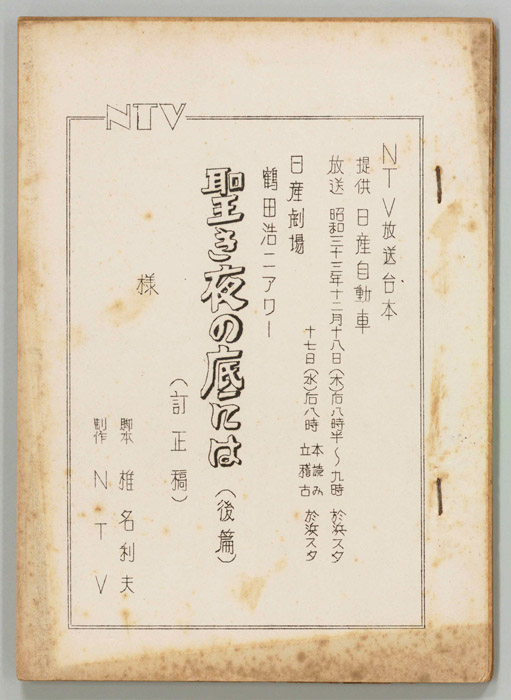 NTV
NTV放送台本
提供 日産自動車
放送 昭和三十三年十二月十八日(木)后八時半～九時 於浜スタ
十七日(水)后八時 本読み 立稽古 於浜スタ
日産劇場
鶴田浩二アワー
聖き夜の底には(後篇)
(訂正稿)
様
脚本 椎名利夫
制作 NTV